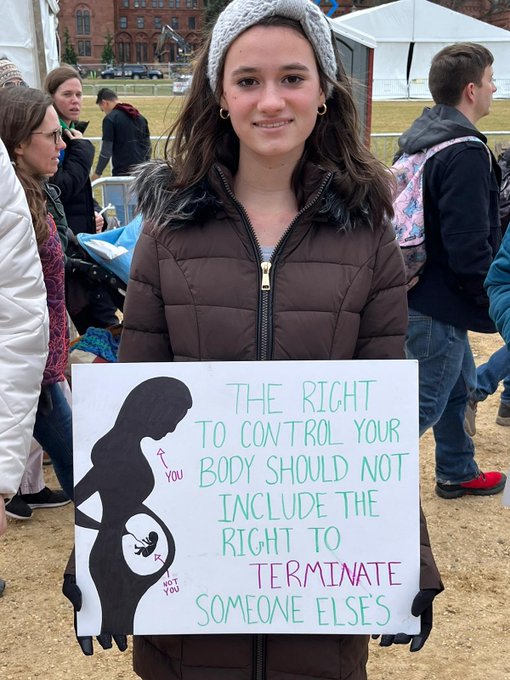 THE RIGHT
TO CONTROL YOUR
BODY SHOULD NOT
INCLUDE THE
RIGHT TO
TERMINATE
SOMEONE ELSE'S
YOU
NOT
YOU